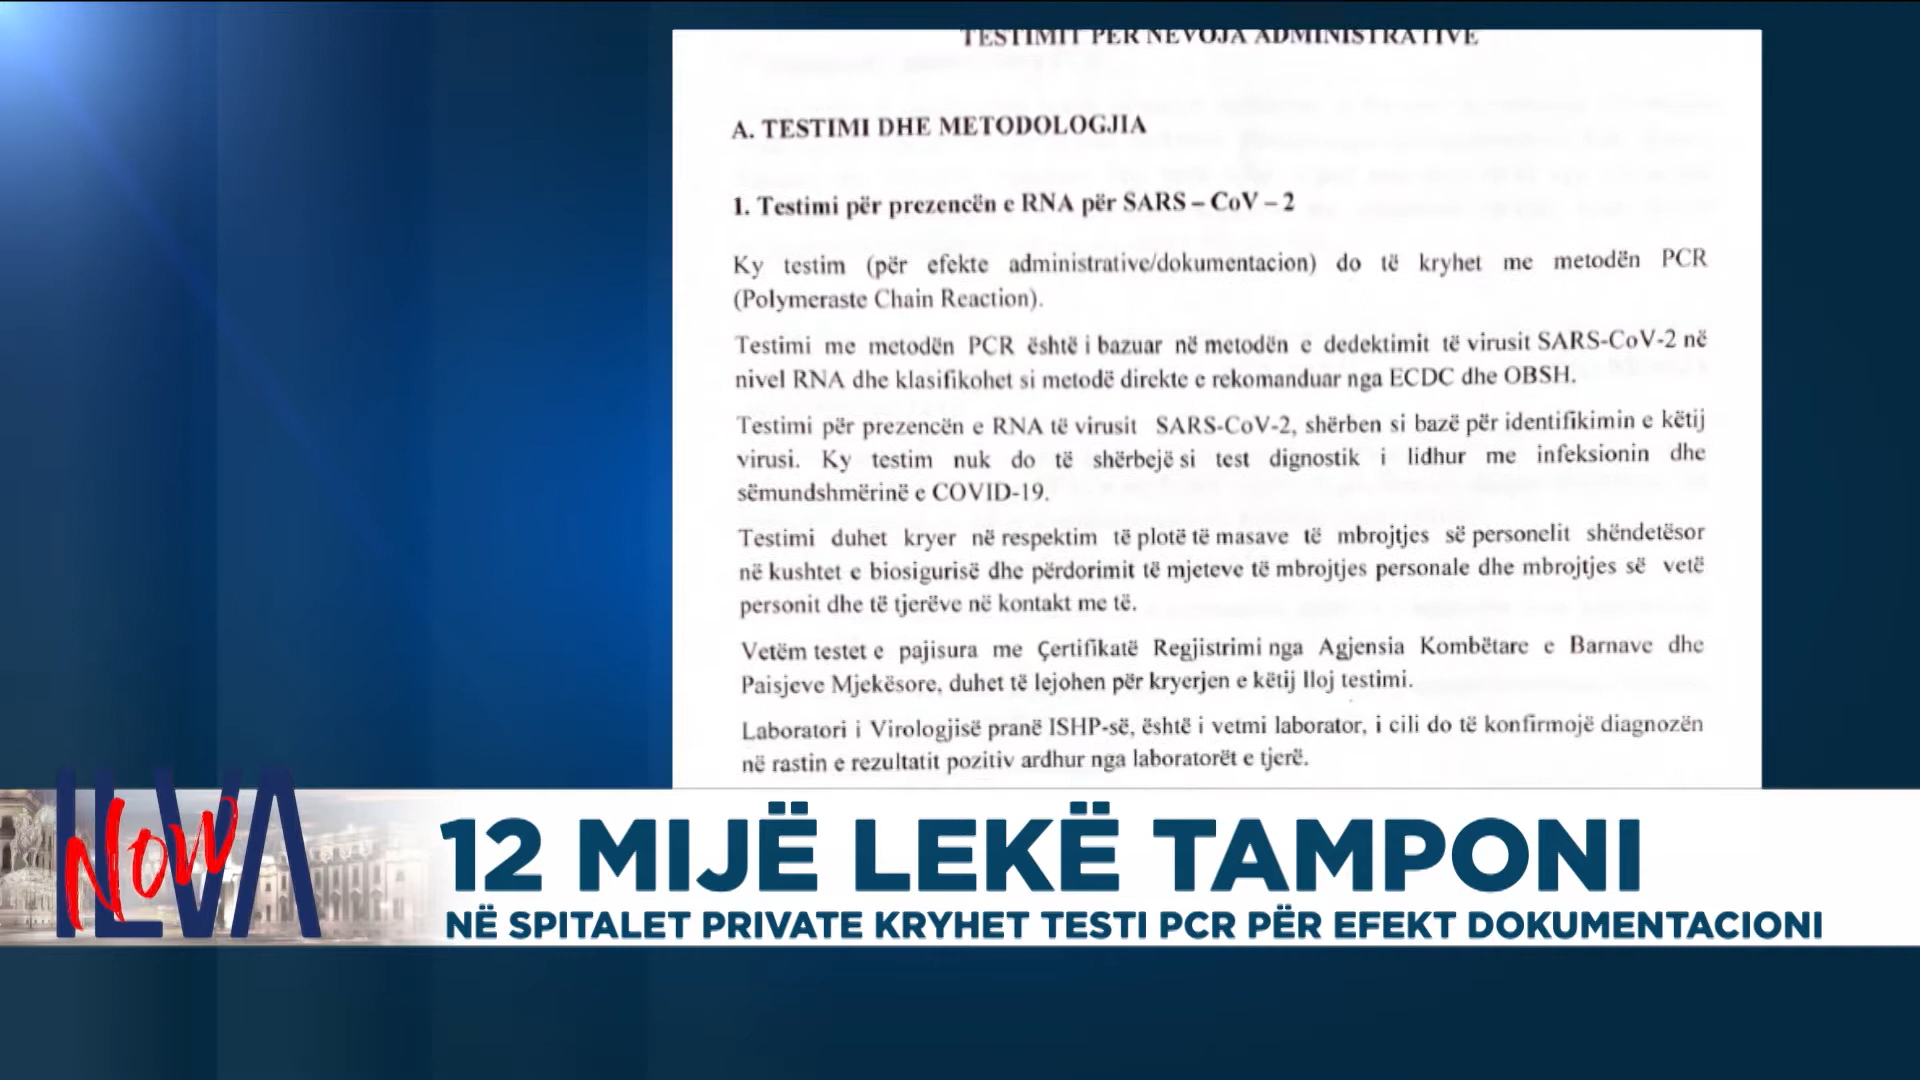 TESTIMIT PËR NEVOJA ADMINISTRATIVE
A. TESTIMI DHE METODOLOGJIA
1. Testimi për prezencën e RNA për SARS – CoV – 2
Ky testim (për efekte administrative/dokumentacion) do të kryhet me metodën PCR
(Polymeraste Chain Reaction).
Testimi me metodën PCR është i bazuar në metodën e dedektimit të virusit SARS-CoV-2 në
nivel RNA dhe klasifikohet si metodë direkte e rekomanduar nga ECDC dhe OBSH.
Testimi për prezencën e RNA të virusit SARS-CoV-2, shërben si bazë për identifikimin e këtij
virusi. Ky testim nuk do të shërbejë si test dignostik i lidhur me infeksionin dhe
sëmundshmërinë e COVID-19.
Testimi duhet kryer në respektim të plotë të masave të mbrojtjes së personelit shëndetësor
në kushtet e biosigurisë dhe përdorimit të mjeteve të mbrojtjes personale dhe mbrojtjes së vetë
personit dhe të tjerëve në kontakt me të.
Vetëm testet e pajisura me Çertifikatë Regjistrimi nga Agjensia Kombëtare e Barnave dhe
Paisjeve Mjekësore, duhet të lejohen për kryerjen e këtij lloj testimi.
Laboratori i Virologjisë pranë ISHP-së, është i vetmi laborator, i cili do të konfirmojë diagnozën
në rastin e rezultatit pozitiv ardhur nga laboratorët e tjerë.
ILVA
Now
12 MIJË LEKË TAMPONI
NË SPITALET PRIVATE KRYHET TESTI PCR PËR EFEKT DOKUMENTACIONI